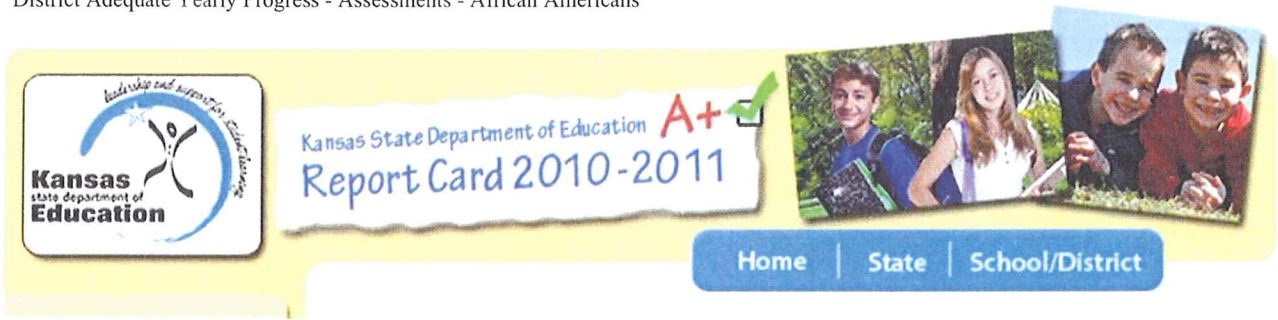 District Adequate Yearly Progress - Assessments - African Americans
leadership and support for student learning
Kansas
state department of
Education
Kansas State Department of Education A+
Report Card 2010-2011
Home | State | School/District